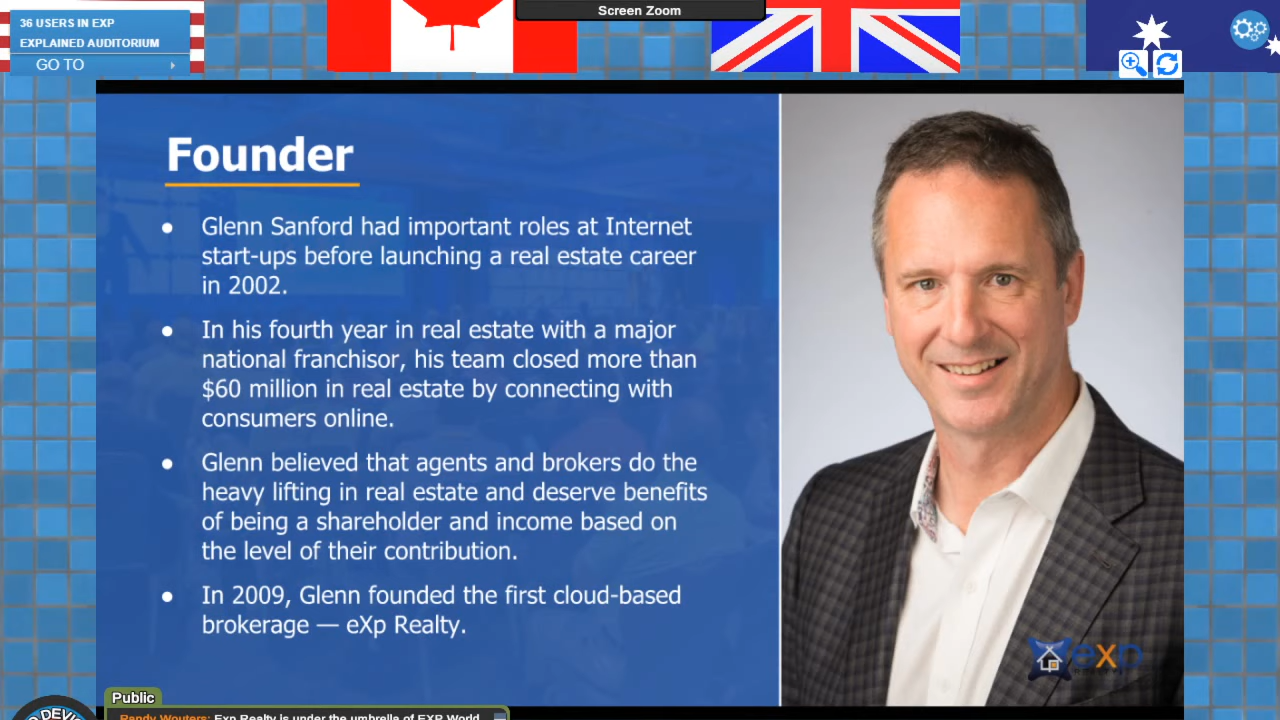 Screen Zoom
36 USERS IN EXP
EXPLAINED AUDITORIUM
GO TO
Founder
● Glenn Sanford had important roles at Internet
start-ups before launching a real estate career
in 2002.
● In his fourth year in real estate with a major
national franchisor, his team closed more than
$60 million in real estate by connecting with
consumers online.
● Glenn believed that agents and brokers do the
heavy lifting in real estate and deserve benefits
of being a shareholder and income based on
the level of their contribution.
● In 2009, Glenn founded the first cloud-based
brokerage — eXp Realty.
exp
Public
Randy Wouters: Exp Realty is under the umbrella of EXP World